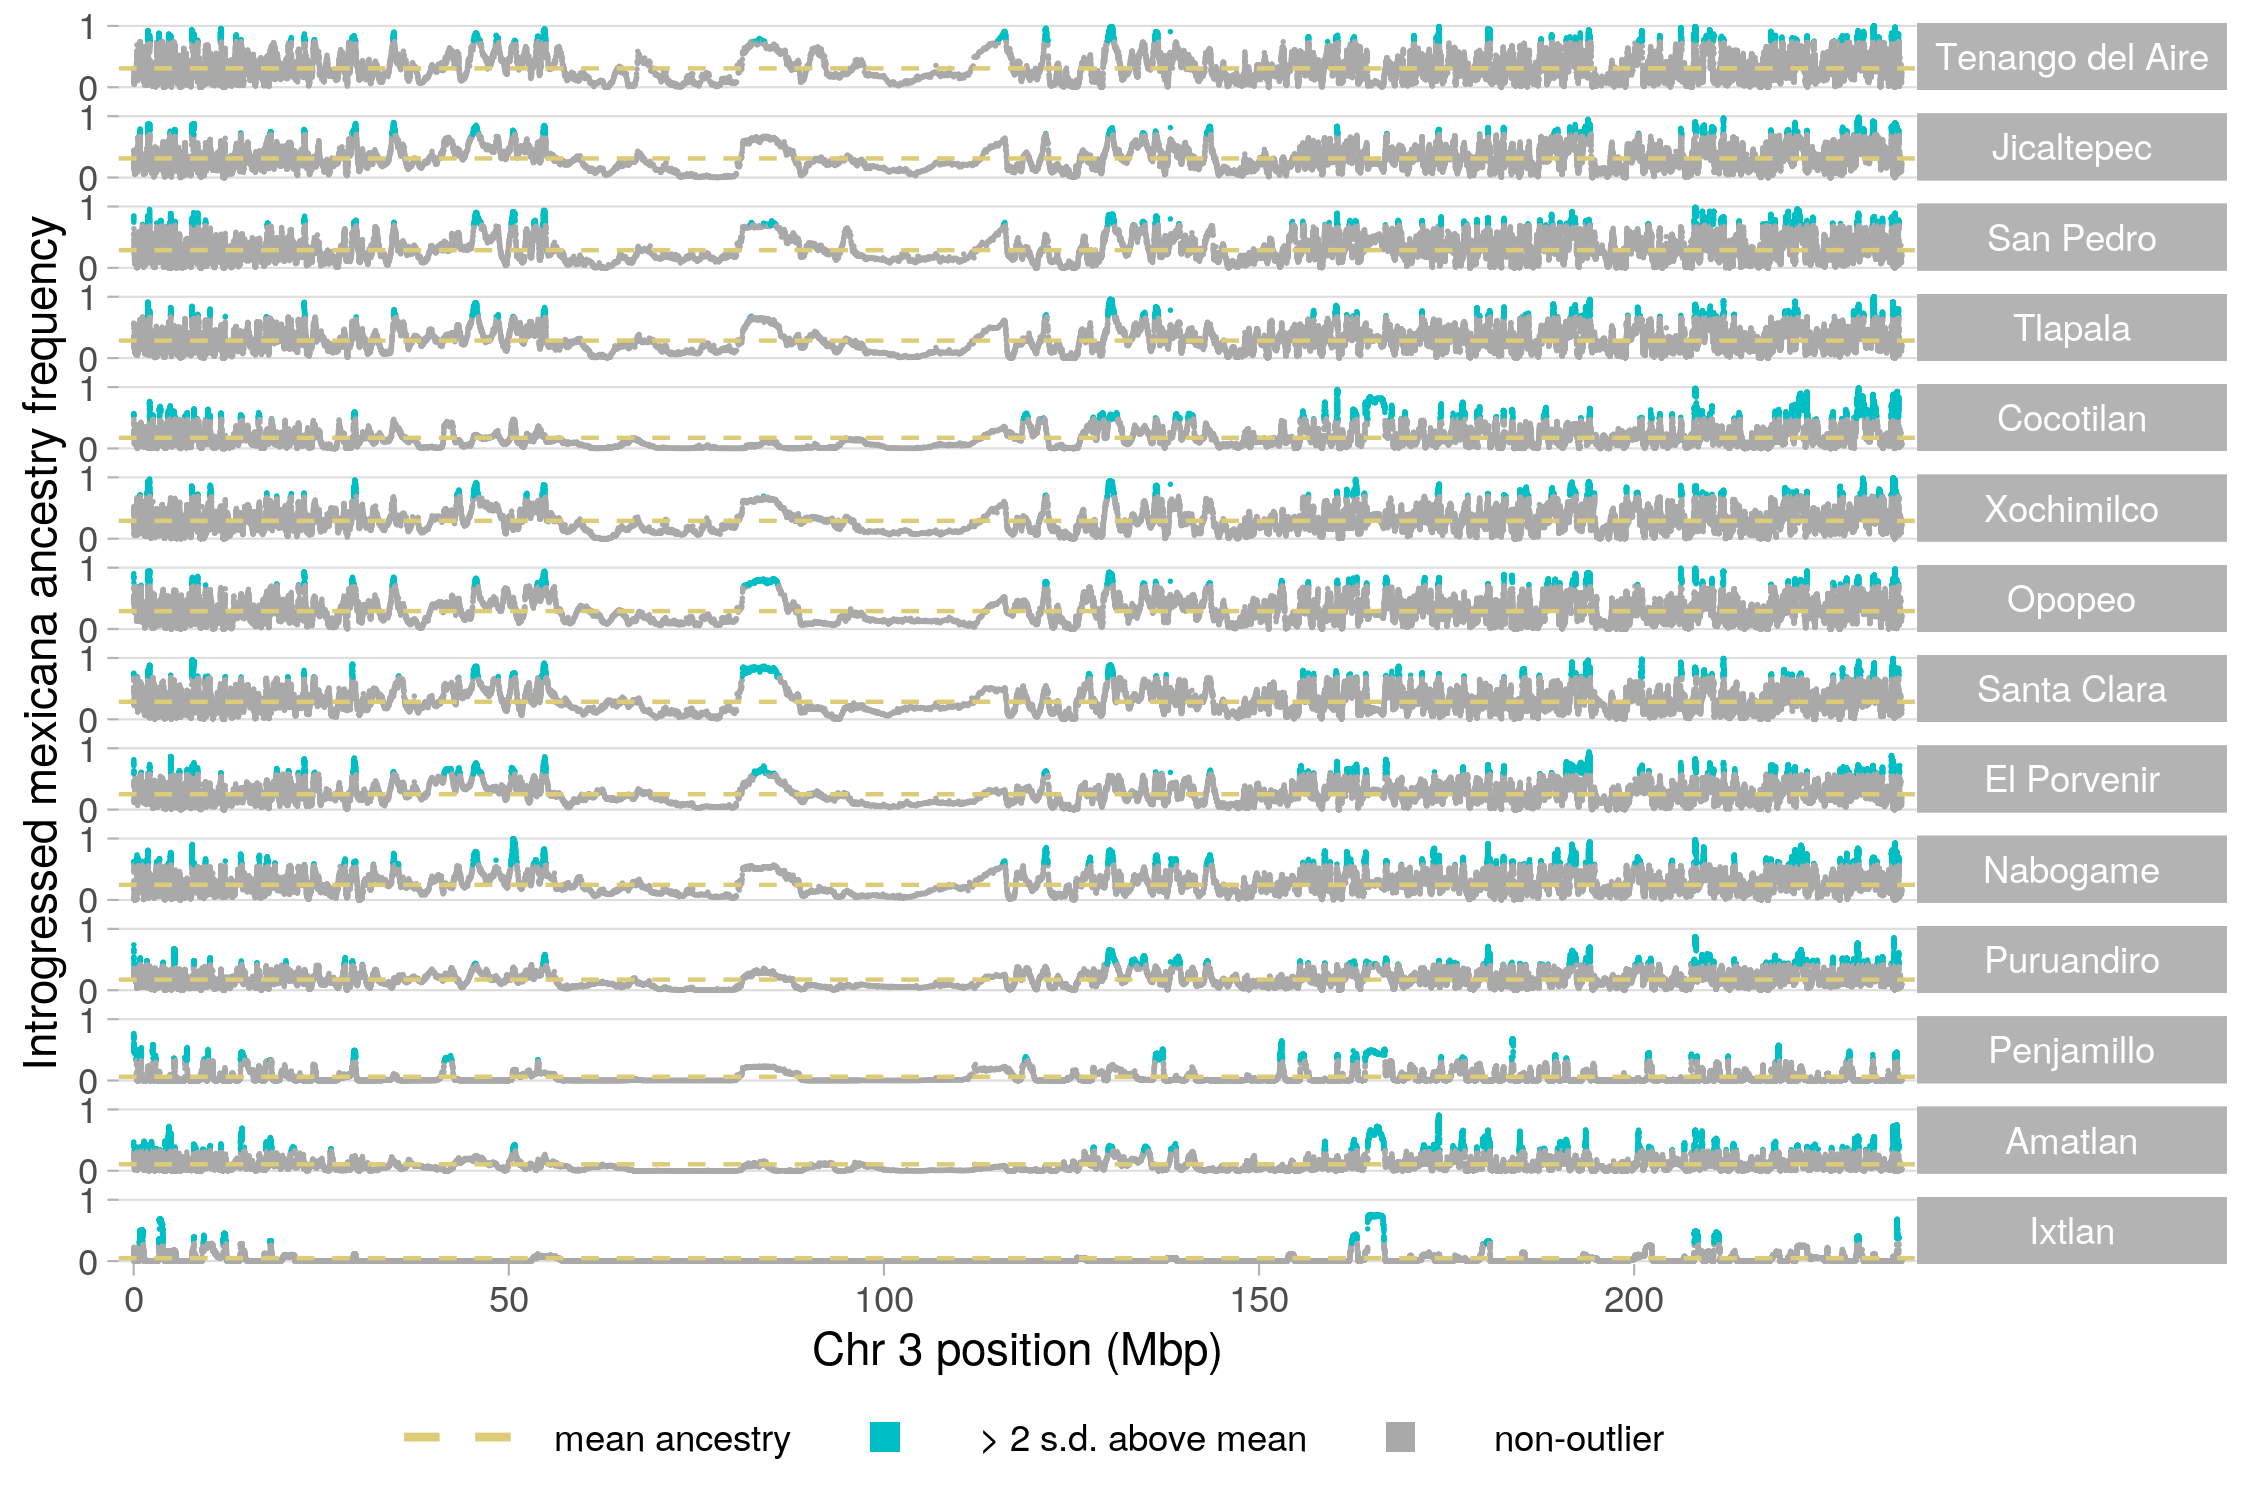 Introgressed mexicana ancestry frequency
1
0
Tenango del Aire
1
0
Jicaltepec
1
0
San Pedro
1
0
Tlapala
1
0
Cocotilan
1
0
Xochimilco
1
0
Opopeo
1
0
Santa Clara
1
0
El Porvenir
1
0
Nabogame
1
0
Puruandiro
1
0
Penjamillo
1
0
Amatlan
1
0
Ixtlan
0 50 100 150 200
Chr 3 position (Mbp)
mean ancestry > 2 s.d. above mean non-outlier